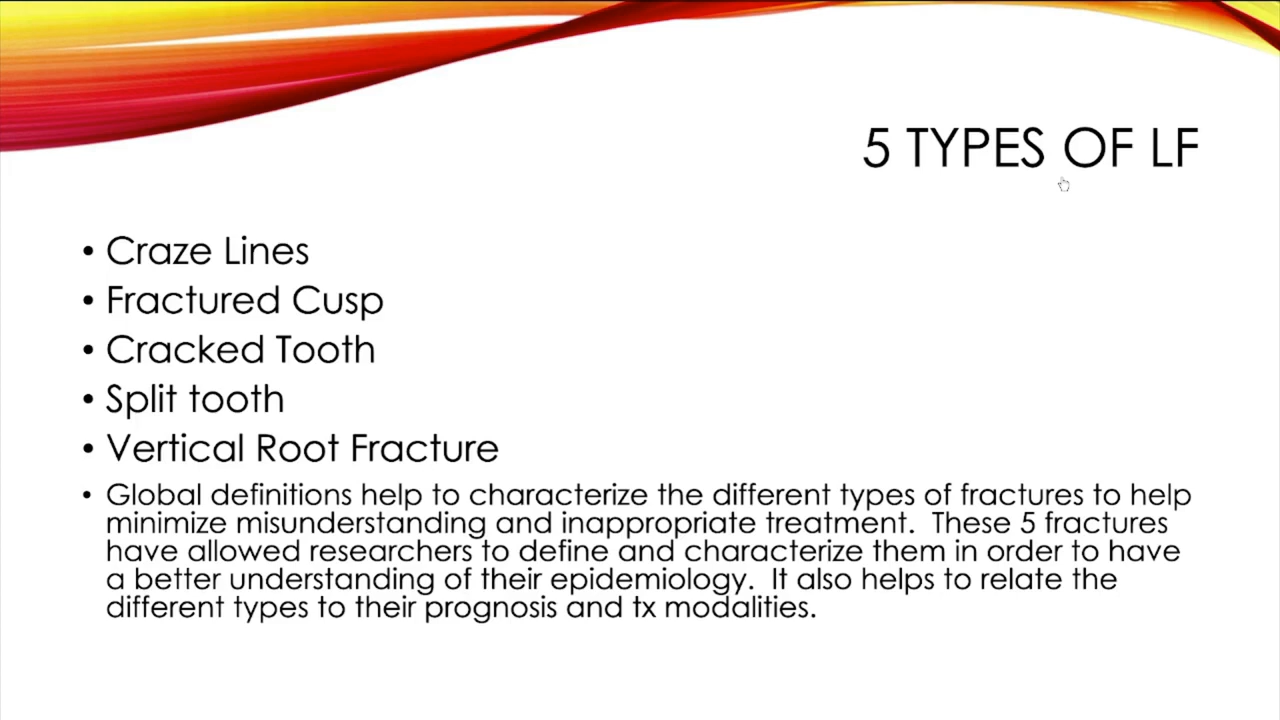 5 TYPES OF LF
• Craze Lines
• Fractured Cusp
• Cracked Tooth
• Split tooth
• Vertical Root Fracture
• Global definitions help to characterize the different types of fractures to help
minimize misunderstanding and inappropriate treatment.  These 5 fractures
have allowed researchers to define and characterize them in order to have
a better understanding of their epidemiology.  It also helps to relate the
different types to their prognosis and tx modalities.